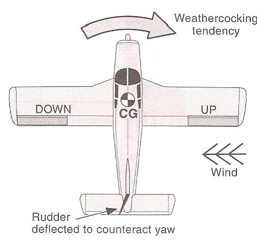 Weathercocking
tendency
DOWN
UP
CG
Wind
Rudder
deflected to counteract yaw